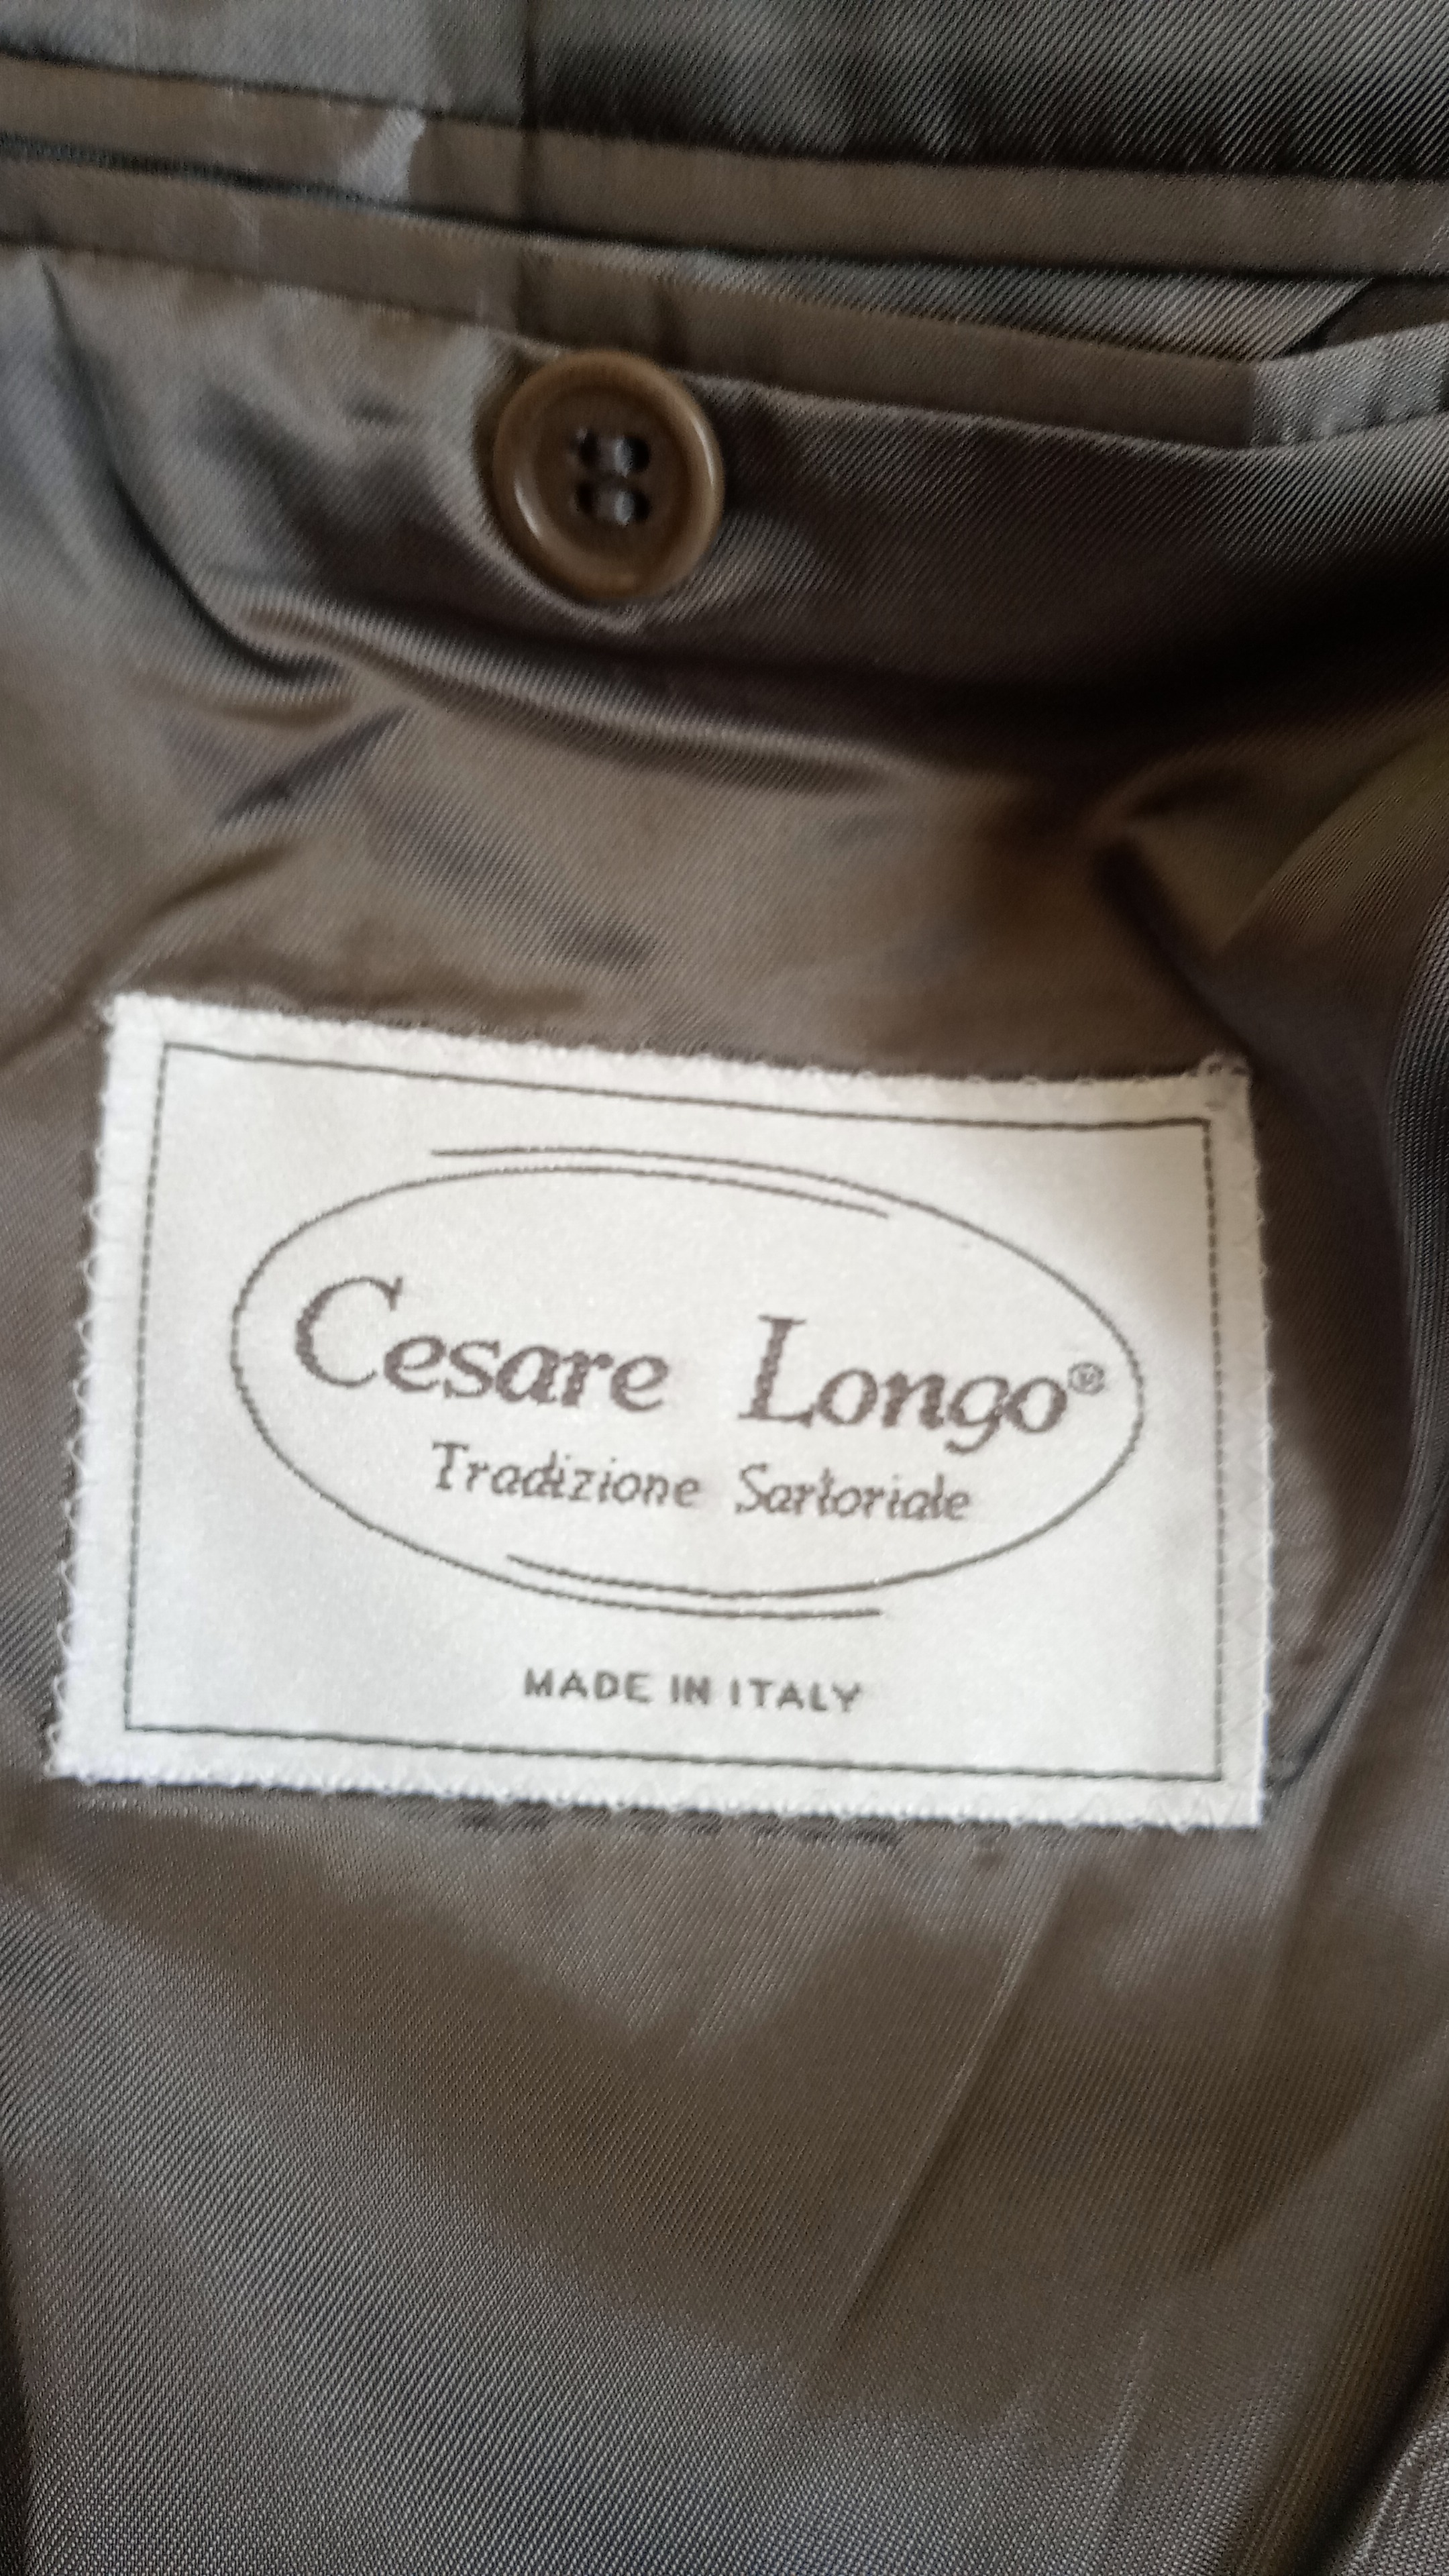 Cesare Longo®
Tradizione Sartoriale
MADE IN ITALY